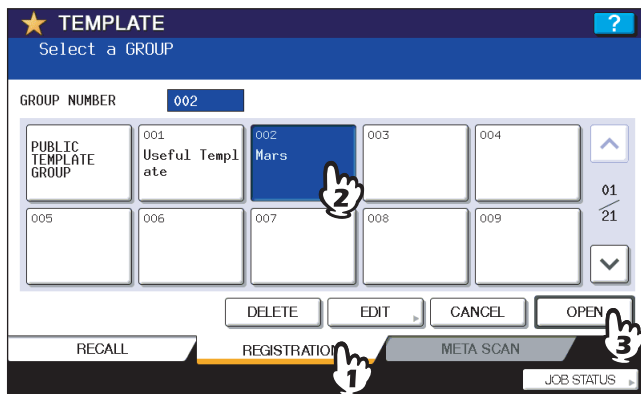 TEMPLATE
?
Select a GROUP
GROUP NUMBER 002
PUBLIC
TEMPLATE
GROUP
001
Useful Templ
ate
002
Mars
003
004
01
21
005
006
007
008
009
2
DELETE EDIT CANCEL OPEN
3
RECALL REGISTRATION META SCAN
1
JOB STATUS